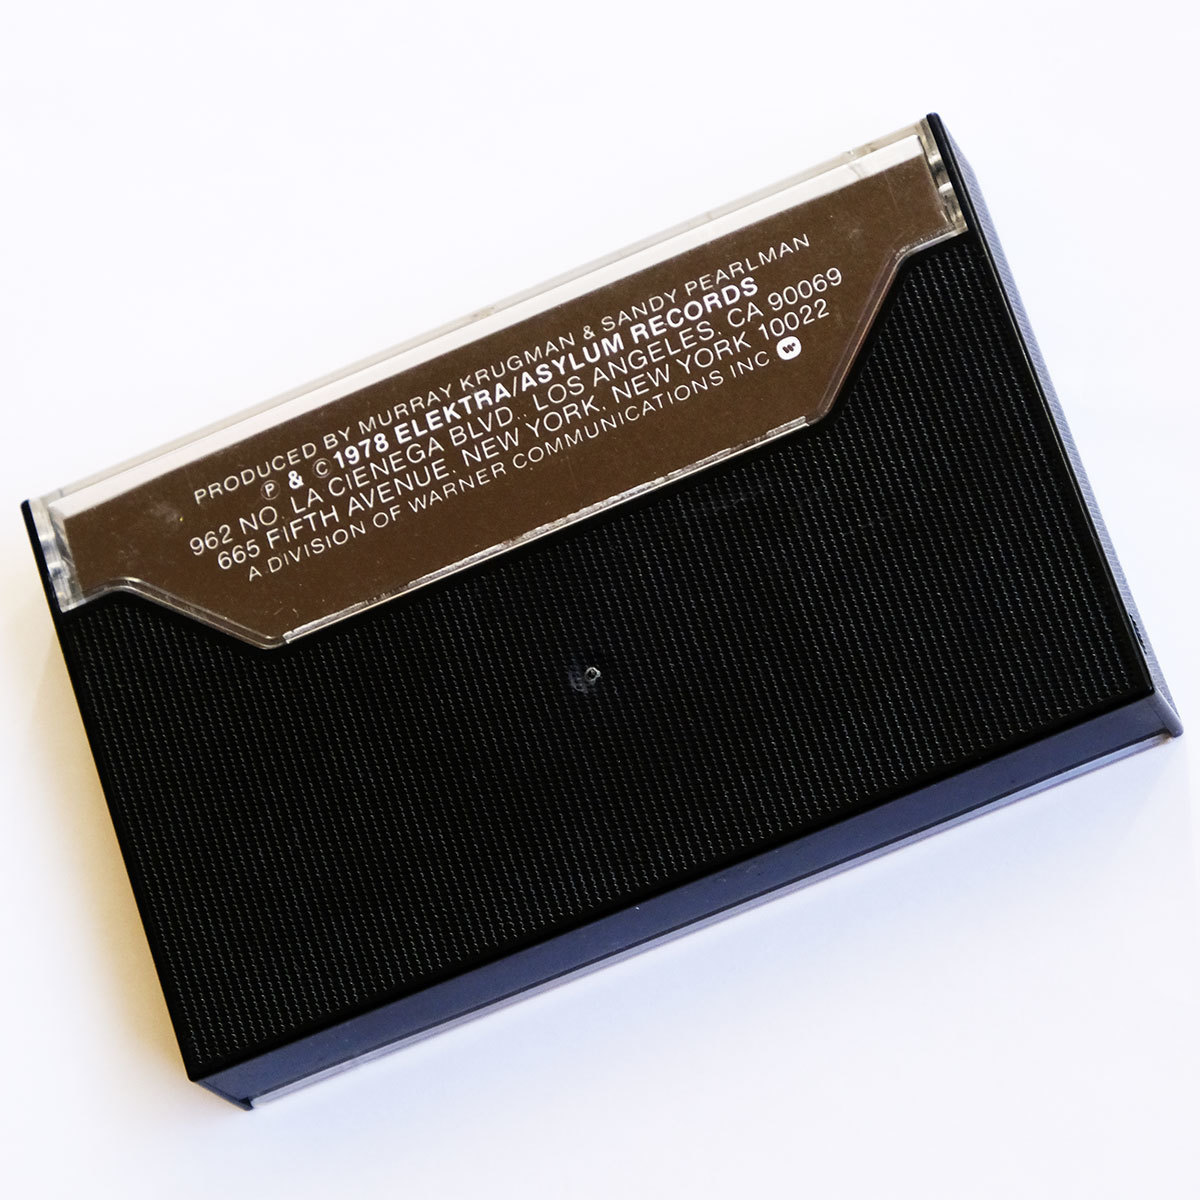 PRODUCED BY MURRAY KRUGMAN & SANDY PEARLMAN
Ⓟ & © 1978 ELEKTRA/ASYLUM RECORDS
962 NO. LA CIENEGA BLVD., LOS ANGELES, CA 90069
665 FIFTH AVENUE, NEW YORK, NEW YORK 10022
A DIVISION OF WARNER COMMUNICATIONS INC